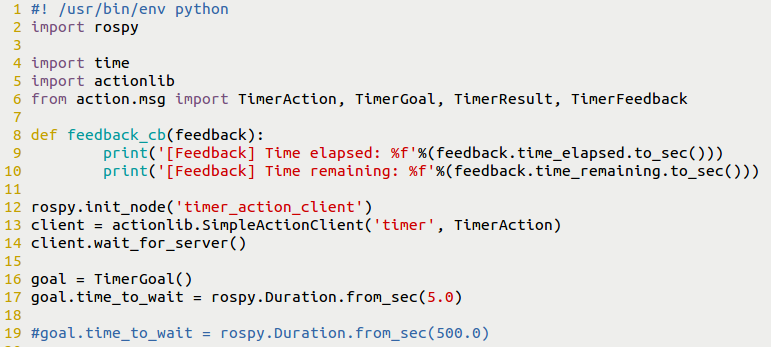 1 #! /usr/bin/env python
2 import rospy
3
4 import time
5 import actionlib
6 from action.msg import TimerAction, TimerGoal, TimerResult, TimerFeedback
7
8 def feedback_cb(feedback):
9         print('[Feedback] Time elapsed: %f'%(feedback.time_elapsed.to_sec()))
10         print('[Feedback] Time remaining: %f'%(feedback.time_remaining.to_sec()))
11
12 rospy.init_node('timer_action_client')
13 client = actionlib.SimpleActionClient('timer', TimerAction)
14 client.wait_for_server()
15
16 goal = TimerGoal()
17 goal.time_to_wait = rospy.Duration.from_sec(5.0)
18
19 #goal.time_to_wait = rospy.Duration.from_sec(500.0)